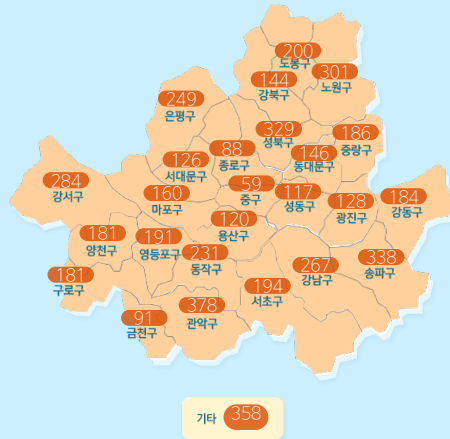 200
도봉구
301
노원구
144
강북구
249
은평구
329
성북구
186
중랑구
88
종로구
146
동대문구
126
서대문구
284
강서구
160
마포구
59
중구
117
성동구
128
광진구
184
강동구
120
용산구
181
양천구
191
영등포구
231
동작구
338
송파구
267
강남구
181
구로구
194
서초구
378
관악구
91
금천구
기타 358